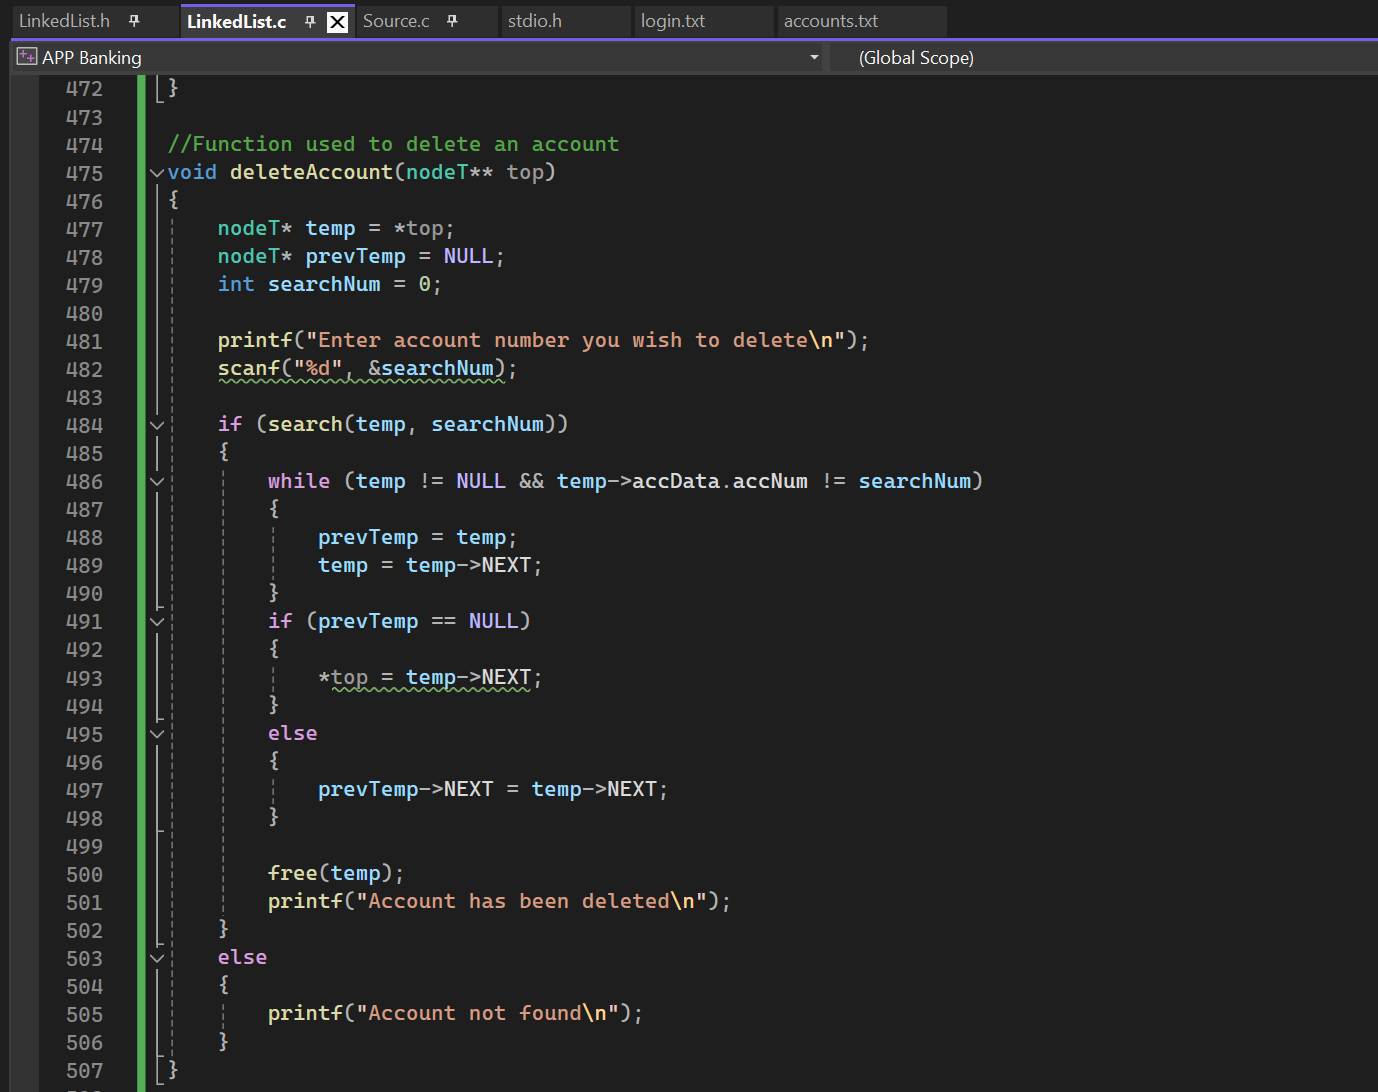 LinkedList.h LinkedList.c Source.c stdio.h login.txt accounts.txt
APP Banking (Global Scope)
472 }
473
474 //Function used to delete an account
475 void deleteAccount(nodeT** top)
476 {
477 nodeT* temp = *top;
478 nodeT* prevTemp = NULL;
479 int searchNum = 0;
480
481 printf("Enter account number you wish to delete\n");
482 scanf("%d", &searchNum);
483
484 if (search(temp, searchNum))
485 {
486 while (temp != NULL && temp->accData.accNum != searchNum)
487 {
488 prevTemp = temp;
489 temp = temp->NEXT;
490 }
491 if (prevTemp == NULL)
492 {
493 *top = temp->NEXT;
494 }
495 else
496 {
497 prevTemp->NEXT = temp->NEXT;
498 }
499
500 free(temp);
501 printf("Account has been deleted\n");
502 }
503 else
504 {
505 printf("Account not found\n");
506 }
507 }